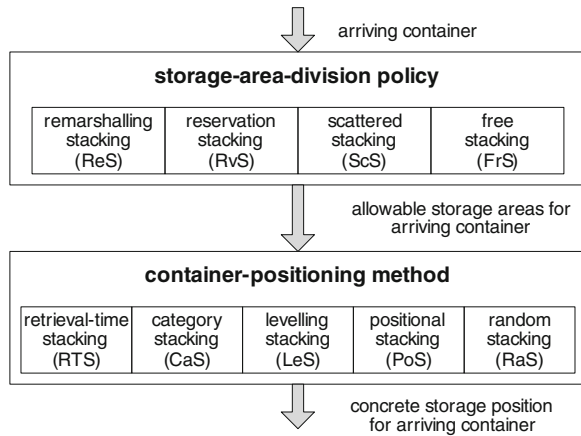 arriving container
storage-area-division policy
remarshalling reservation scattered free
stacking stacking stacking stacking
(ReS) (RvS) (ScS) (FrS)
allowable storage areas for
arriving container
container-positioning method
retrieval-time category levelling positional random
stacking stacking stacking stacking stacking
(RTS) (CaS) (LeS) (PoS) (RaS)
concrete storage position
for arriving container